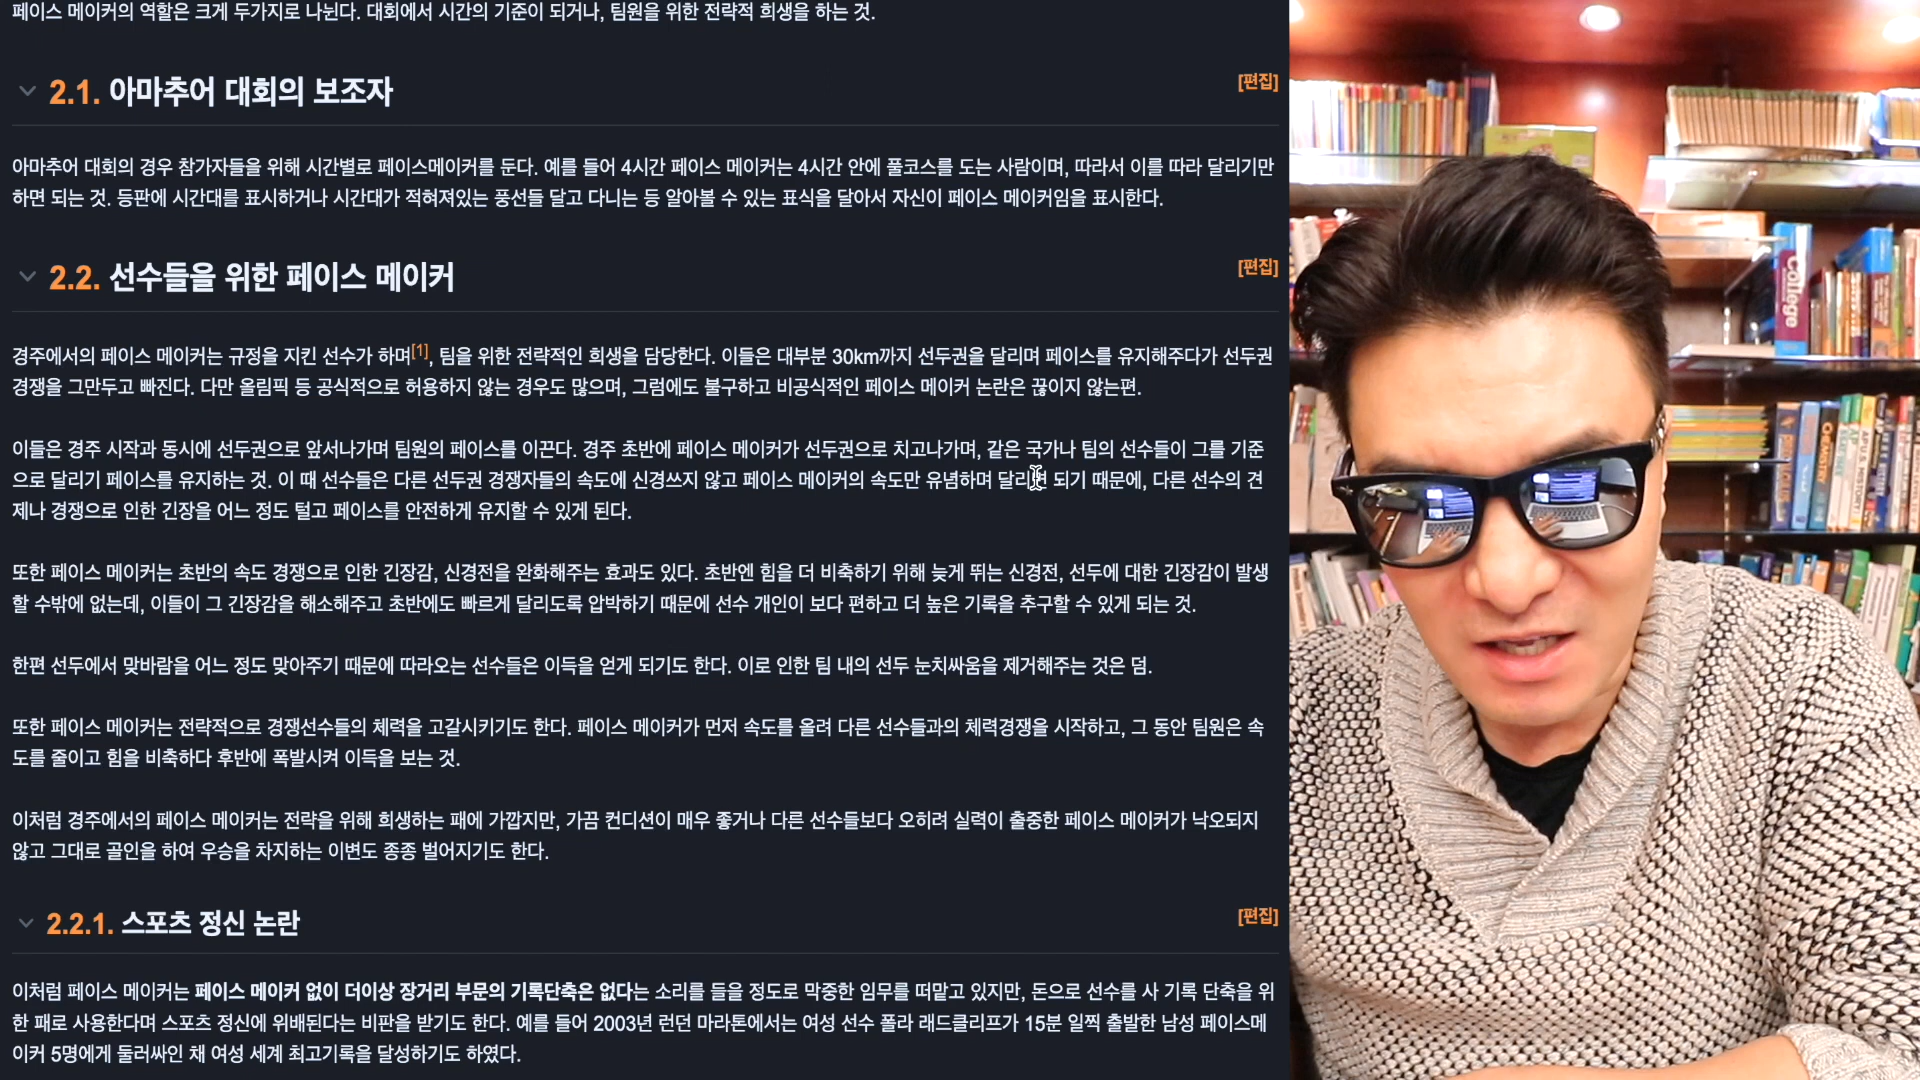 페이스 메이커의 역할은 크게 두가지로 나뉜다. 대회에서 시간의 기준이 되거나, 팀원을 위한 전략적 희생을 하는 것.
2.1. 아마추어 대회의 보조자
[편집]
아마추어 대회의 경우 참가자들을 위해 시간별로 페이스메이커를 둔다. 예를 들어 4시간 페이스 메이커는 4시간 안에 풀코스를 도는 사람이며, 따라서 이를 따라 달리기만
하면 되는 것. 등판에 시간대를 표시하거나 시간대가 적혀져있는 풍선들 달고 다니는 등 알아볼 수 있는 표식을 달아서 자신이 페이스 메이커임을 표시한다.
2.2. 선수들을 위한 페이스 메이커
[편집]
경주에서의 페이스 메이커는 규정을 지킨 선수가 하며[1], 팀을 위한 전략적인 희생을 담당한다. 이들은 대부분 30km까지 선두권을 달리며 페이스를 유지해주다가 선두권
경쟁을 그만두고 빠진다. 다만 올림픽 등 공식적으로 허용하지 않는 경우도 많으며, 그럼에도 불구하고 비공식적인 페이스 메이커 논란은 끊이지 않는편.
이들은 경주 시작과 동시에 선두권으로 앞서나가며 팀원의 페이스를 이끈다. 경주 초반에 페이스 메이커가 선두권으로 치고나가며, 같은 국가나 팀의 선수들이 그를 기준
으로 달리기 페이스를 유지하는 것. 이 때 선수들은 다른 선두권 경쟁자들의 속도에 신경쓰지 않고 페이스 메이커의 속도만 유념하며 달리면 되기 때문에, 다른 선수의 견
제나 경쟁으로 인한 긴장을 어느 정도 털고 페이스를 안전하게 유지할 수 있게 된다.
또한 페이스 메이커는 초반의 속도 경쟁으로 인한 긴장감, 신경전을 완화해주는 효과도 있다. 초반엔 힘을 더 비축하기 위해 늦게 뛰는 신경전, 선두에 대한 긴장감이 발생
할 수밖에 없는데, 이들이 그 긴장감을 해소해주고 초반에도 빠르게 달리도록 압박하기 때문에 선수 개인이 보다 편하고 더 높은 기록을 추구할 수 있게 되는 것.
한편 선두에서 맞바람을 어느 정도 맞아주기 때문에 따라오는 선수들은 이득을 얻게 되기도 한다. 이로 인한 팀 내의 선두 눈치싸움을 제거해주는 것은 덤.
또한 페이스 메이커는 전략적으로 경쟁선수들의 체력을 고갈시키기도 한다. 페이스 메이커가 먼저 속도를 올려 다른 선수들과의 체력경쟁을 시작하고, 그 동안 팀원은 속
도를 줄이고 힘을 비축하다 후반에 폭발시켜 이득을 보는 것.
이처럼 경주에서의 페이스 메이커는 전략을 위해 희생하는 패에 가깝지만, 가끔 컨디션이 매우 좋거나 다른 선수들보다 오히려 실력이 출중한 페이스 메이커가 낙오되지
않고 그대로 골인을 하여 우승을 차지하는 이변도 종종 벌어지기도 한다.
2.2.1. 스포츠 정신 논란
[편집]
이처럼 페이스 메이커는 페이스 메이커 없이 더이상 장거리 부문의 기록단축은 없다는 소리를 들을 정도로 막중한 임무를 떠맡고 있지만, 돈으로 선수를 사 기록 단축을 위
한 패로 사용한다며 스포츠 정신에 위배된다는 비판을 받기도 한다. 예를 들어 2003년 런던 마라톤에서는 여성 선수 폴라 래드클리프가 15분 일찍 출발한 남성 페이스메
이커 5명에게 둘러싸인 채 여성 세계 최고기록을 달성하기도 하였다.
College
CHEMISTRY